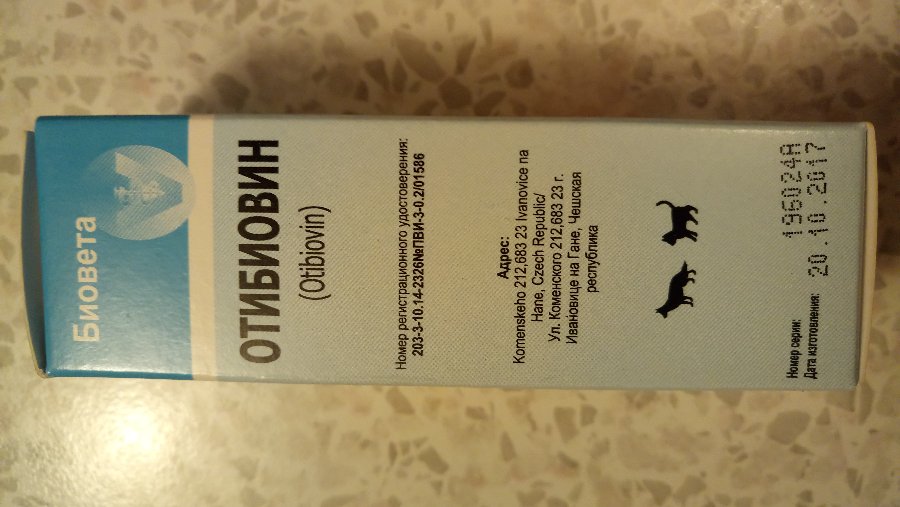 Биовета
ОТИБИОВИН
(Otibiovin)
Номер регистрационного удостоверения:
203-3-10.14-2326№ПВИ-3-0.2/01586
Адрес:
Komenskeho 212,683 23 Ivanovice na
Hane, Czech Republic/
Ул. Коменского 212,683 23 г.
Ивановице на Гане, Чешская
республика
Номер серии: 196024A
Дата изготовления: 20.10.2017